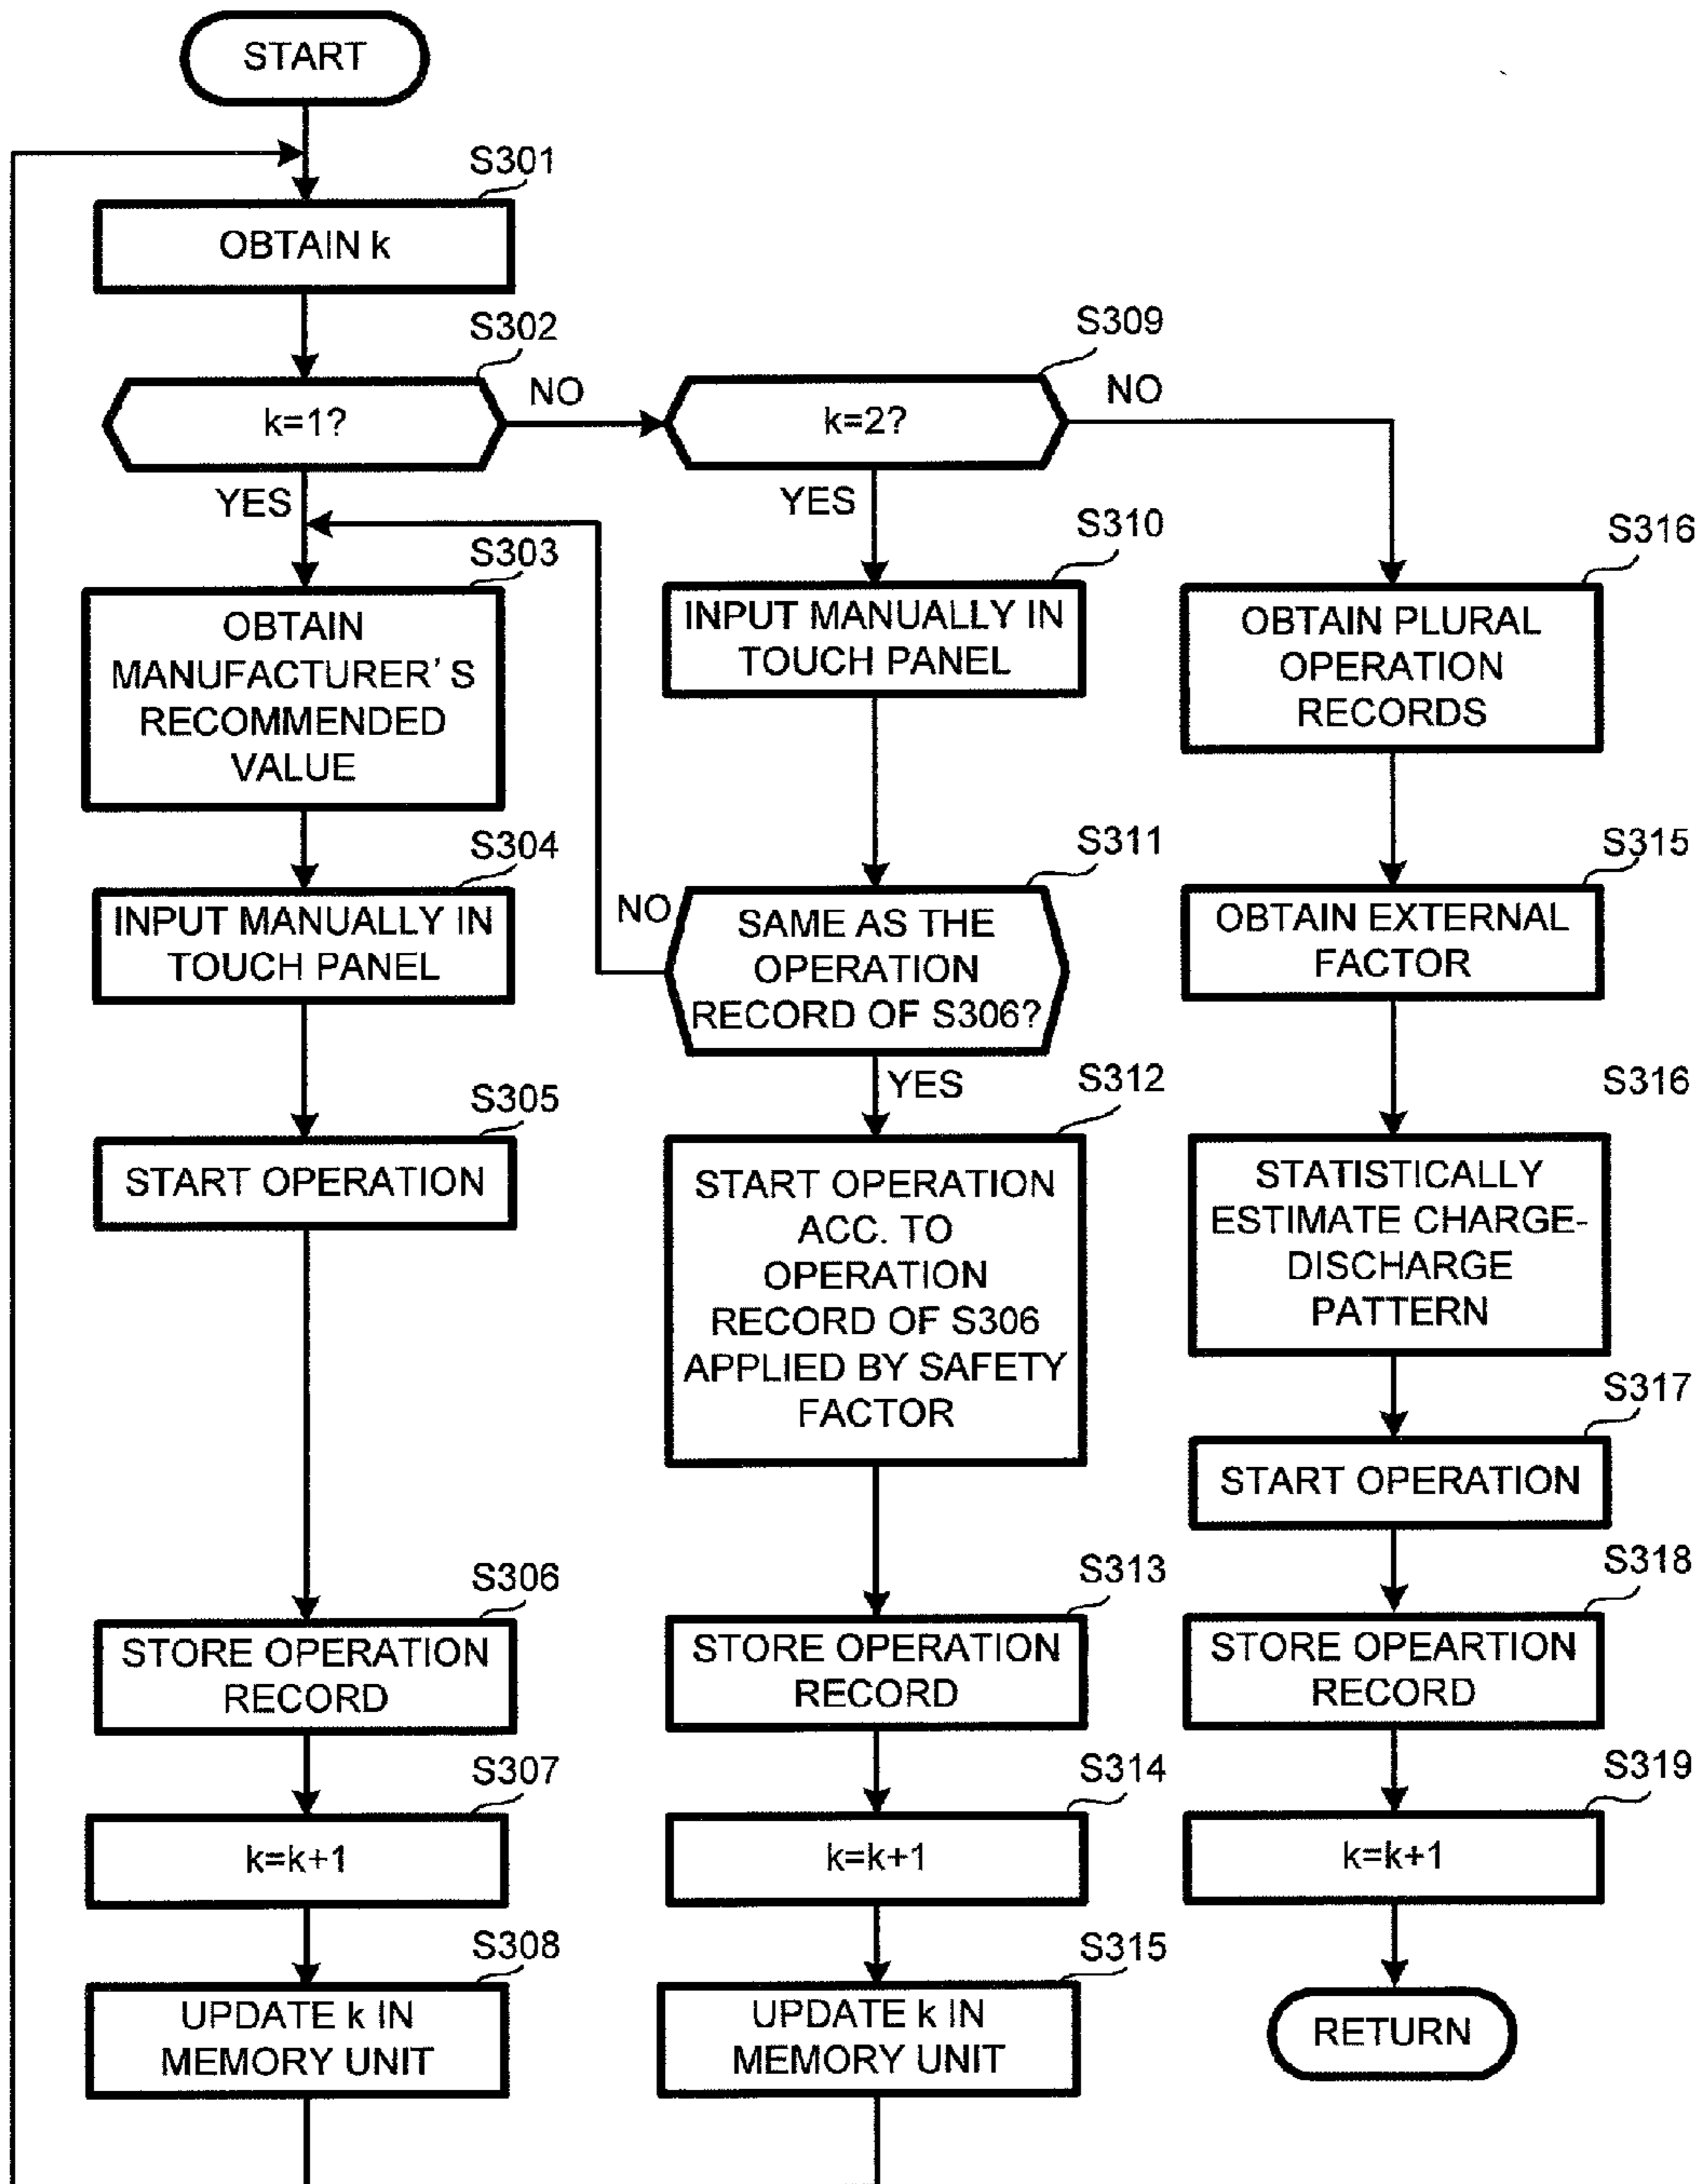 START
S301
OBTAIN k
S302
k=1?
NO
YES
S303
OBTAIN
MANUFACTURER'S
RECOMMENDED
VALUE
S304
INPUT MANUALLY IN
TOUCH PANEL
S305
START OPERATION
S306
STORE OPERATION
RECORD
S307
k=k+1
S308
UPDATE k IN
MEMORY UNIT
S309
k=2?
NO
YES
S310
INPUT MANUALLY IN
TOUCH PANEL
S311
NO
SAME AS THE
OPERATION
RECORD OF S306?
YES
S312
START OPERATION
ACC. TO
OPERATION
RECORD OF S306
APPLIED BY SAFETY
FACTOR
S313
STORE OPERATION
RECORD
S314
k=k+1
S315
UPDATE k IN
MEMORY UNIT
S316
OBTAIN PLURAL
OPERATION
RECORDS
S315
OBTAIN EXTERNAL
FACTOR
S316
STATISTICALLY
ESTIMATE CHARGE-
DISCHARGE
PATTERN
S317
START OPERATION
S318
STORE OPEARTION
RECORD
S319
k=k+1
RETURN